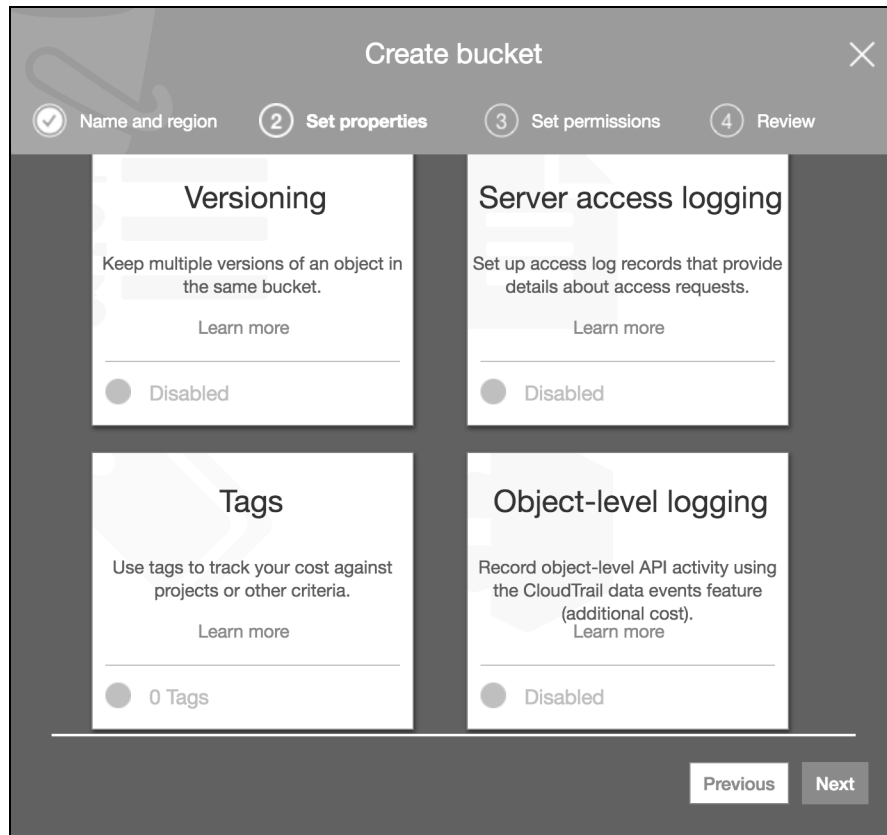 Create bucket
Name and region
2 Set properties
3 Set permissions
4 Review
Versioning
Keep multiple versions of an object in
the same bucket.
Learn more
Disabled
Server access logging
Set up access log records that provide
details about access requests.
Learn more
Disabled
Tags
Use tags to track your cost against
projects or other criteria.
Learn more
0 Tags
Object-level logging
Record object-level API activity using
the CloudTrail data events feature
(additional cost).
Learn more
Disabled
Previous
Next